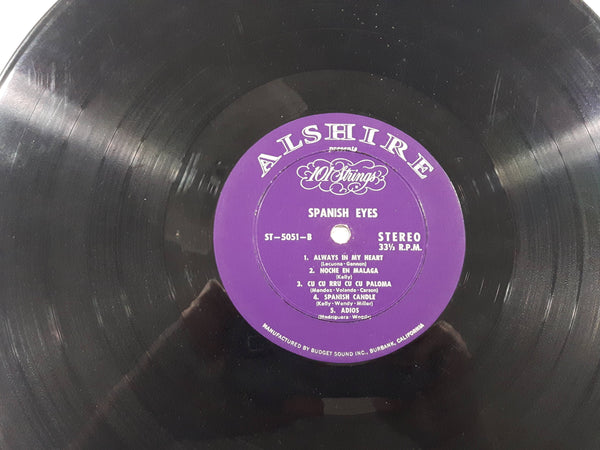 ALSHIRE
presents
101 Strings
SPANISH EYES
ST-5051-B
STEREO
33⅓ R.P.M.
1. ALWAYS IN MY HEART
(Lecuona-Gannon)
2. NOCHE EN MALAGA
(Kelly)
3. CU CU RRU CU CU PALOMA
(Mendez-Volando-Carson)
4. SPANISH CANDLE
(Kelly-Wendy-Miller)
5. ADIOS
(Madriguera-Woods)
MANUFACTURED BY BUDGET SOUND INC., BURBANK, CALIFORNIA